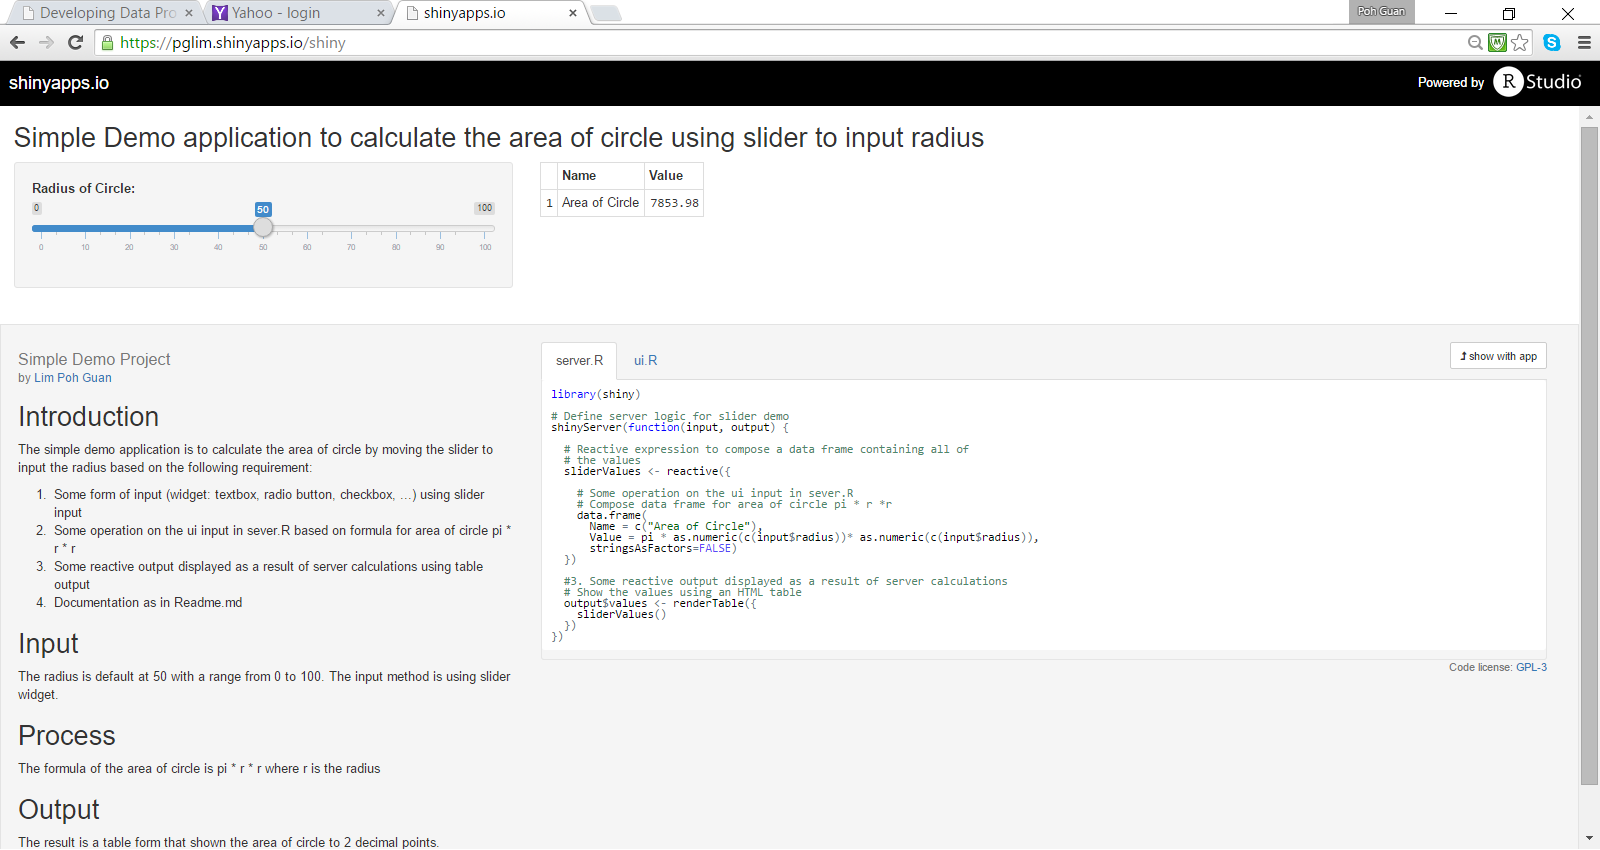 Developing Data Pro
Yahoo - login
shinyapps.io
Poh Guan
https://pglim.shinyapps.io/shiny
shinyapps.io
Powered by R Studio
Simple Demo application to calculate the area of circle using slider to input radius
Radius of Circle:
0 50 100
0 10 20 30 40 50 60 70 80 90 100
Name Value
1 Area of Circle 7853.98
Simple Demo Project
by Lim Poh Guan
Introduction
The simple demo application is to calculate the area of circle by moving the slider to
input the radius based on the following requirement:
1. Some form of input (widget: textbox, radio button, checkbox, ...) using slider
input
2. Some operation on the ui input in sever.R based on formula for area of circle pi *
r * r
3. Some reactive output displayed as a result of server calculations using table
output
4. Documentation as in Readme.md
Input
The radius is default at 50 with a range from 0 to 100. The input method is using slider
widget.
Process
The formula of the area of circle is pi * r * r where r is the radius
Output
The result is a table form that shown the area of circle to 2 decimal points.
server.R
ui.R
show with app
library(shiny)
# Define server logic for slider demo
shinyServer(function(input, output) {
# Reactive expression to compose a data frame containing all of
# the values
sliderValues <- reactive({
# Some operation on the ui input in sever.R
# Compose data frame for area of circle pi * r *r
data.frame(
Name = c("Area of Circle"),
Value = pi * as.numeric(c(input$radius))* as.numeric(c(input$radius)),
stringsAsFactors=FALSE)
})
#3. Some reactive output displayed as a result of server calculations
# Show the values using an HTML table
output$values <- renderTable({
sliderValues()
})
})
Code license: GPL-3